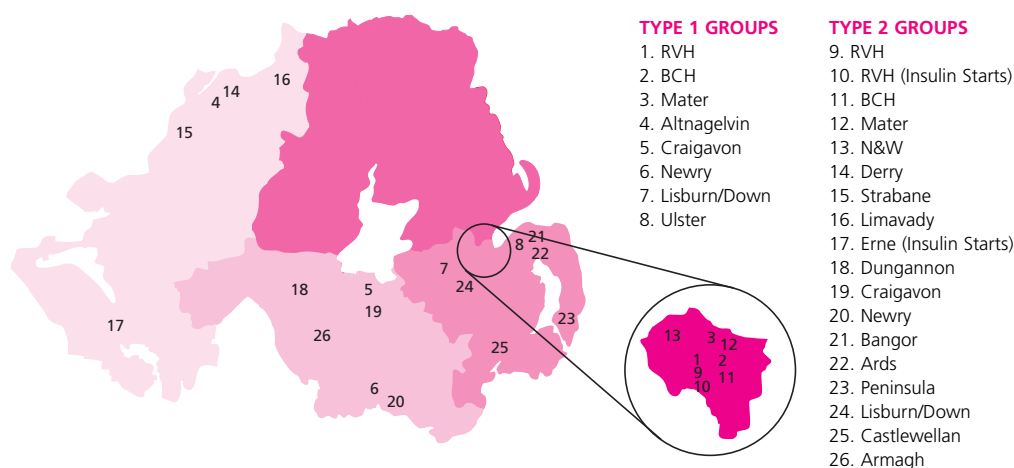 TYPE 1 GROUPS
1. RVH
2. BCH
3. Mater
4. Altnagelvin
5. Craigavon
6. Newry
7. Lisburn/Down
8. Ulster
TYPE 2 GROUPS
9. RVH
10. RVH (Insulin Starts)
11. BCH
12. Mater
13. N&W
14. Derry
15. Strabane
16. Limavady
17. Erne (Insulin Starts)
18. Dungannon
19. Craigavon
20. Newry
21. Bangor
22. Ards
23. Peninsula
24. Lisburn/Down
25. Castlewellan
26. Armagh
16
14
4
15
21
8
22
7
24
18
5
19
23
17
26
25
6
20
13
3
12
1
2
9
11
10